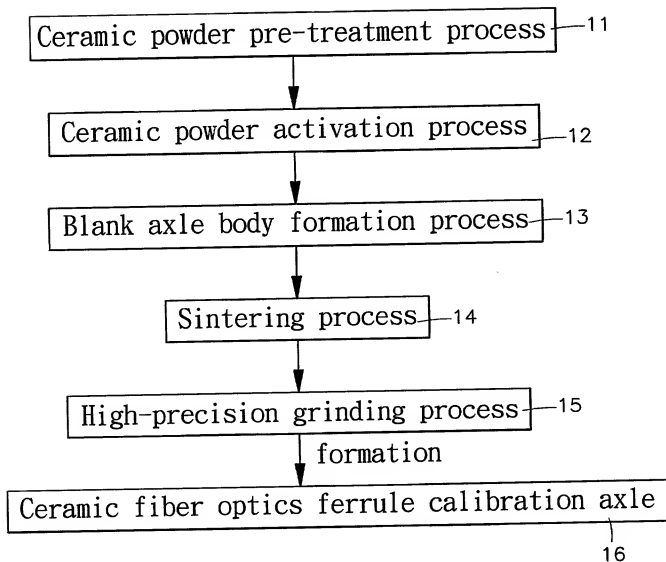 Ceramic powder pre-treatment process 11
Ceramic powder activation process 12
Blank axle body formation process 13
Sintering process 14
High-precision grinding process 15
formation
Ceramic fiber optics ferrule calibration axle
16